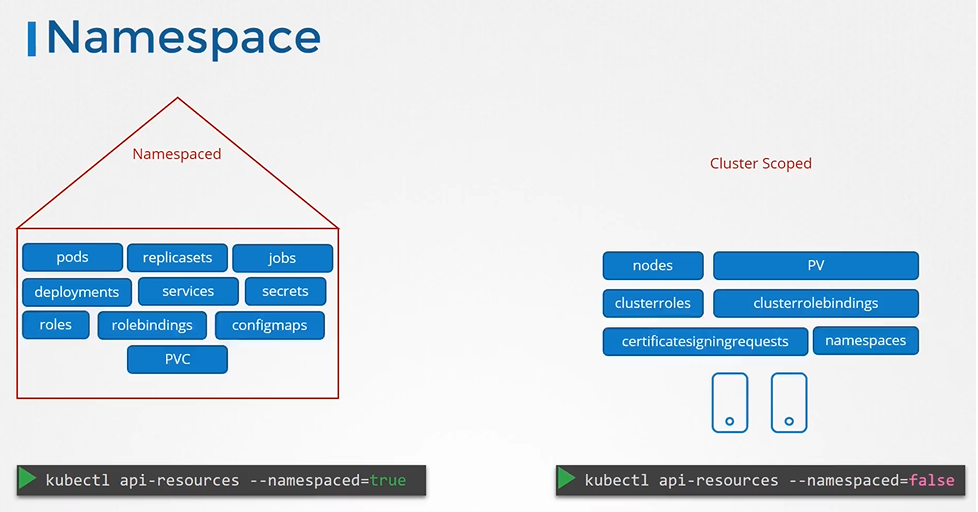 Namespace
Namespaced
Cluster Scoped
pods replicasets jobs
deployments services secrets
roles rolebindings configmaps
PVC
nodes PV
clusterroles clusterrolebindings
certificatesigningrequests namespaces
kubectl api-resources --namespaced=true
kubectl api-resources --namespaced=false